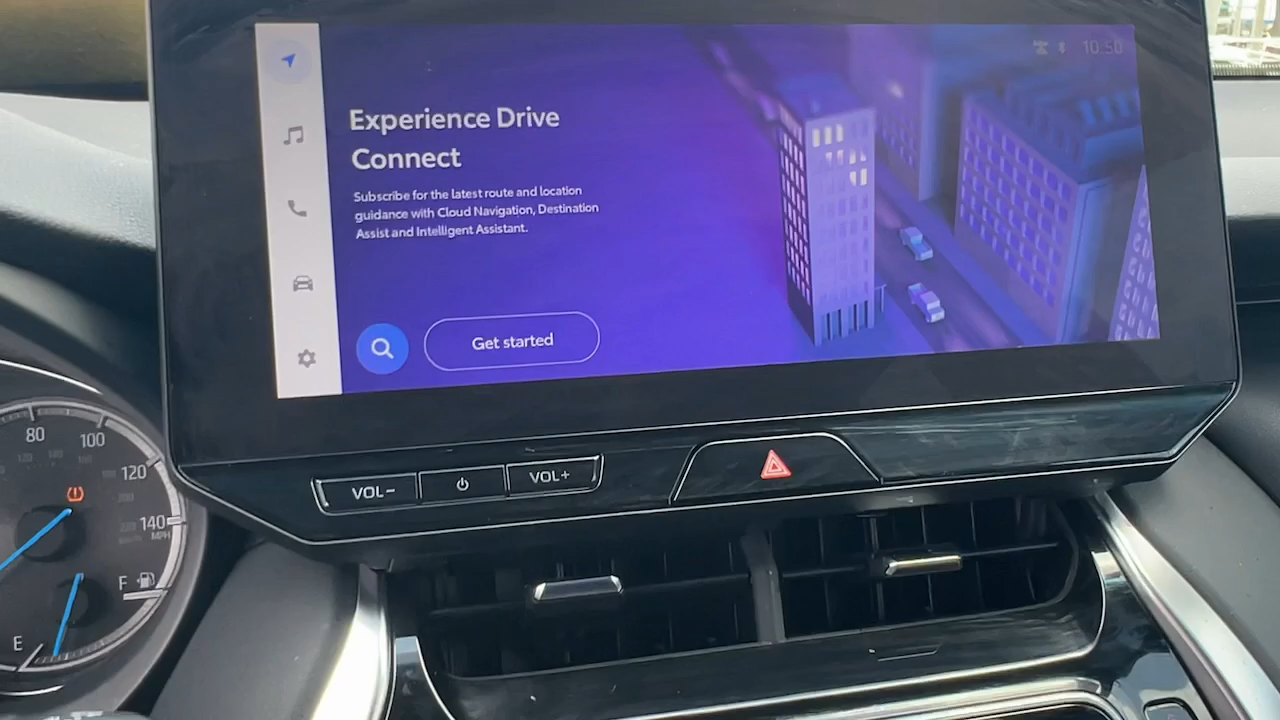 10:50
Experience Drive
Connect
Subscribe for the latest route and location
guidance with Cloud Navigation, Destination
Assist and Intelligent Assistant.
Get started
VOL-
VOL+
80
100
120
140
MPH
F
E